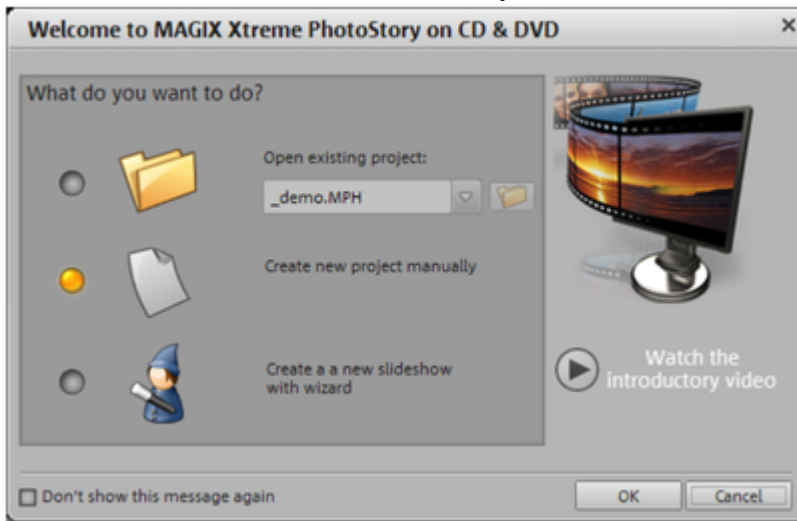 Welcome to MAGIX Xtreme PhotoStory on CD & DVD
What do you want to do?
Open existing project:
_demo.MPH
Create new project manually
Create a a new slideshow
with wizard
Watch the
introductory video
Don't show this message again
OK
Cancel